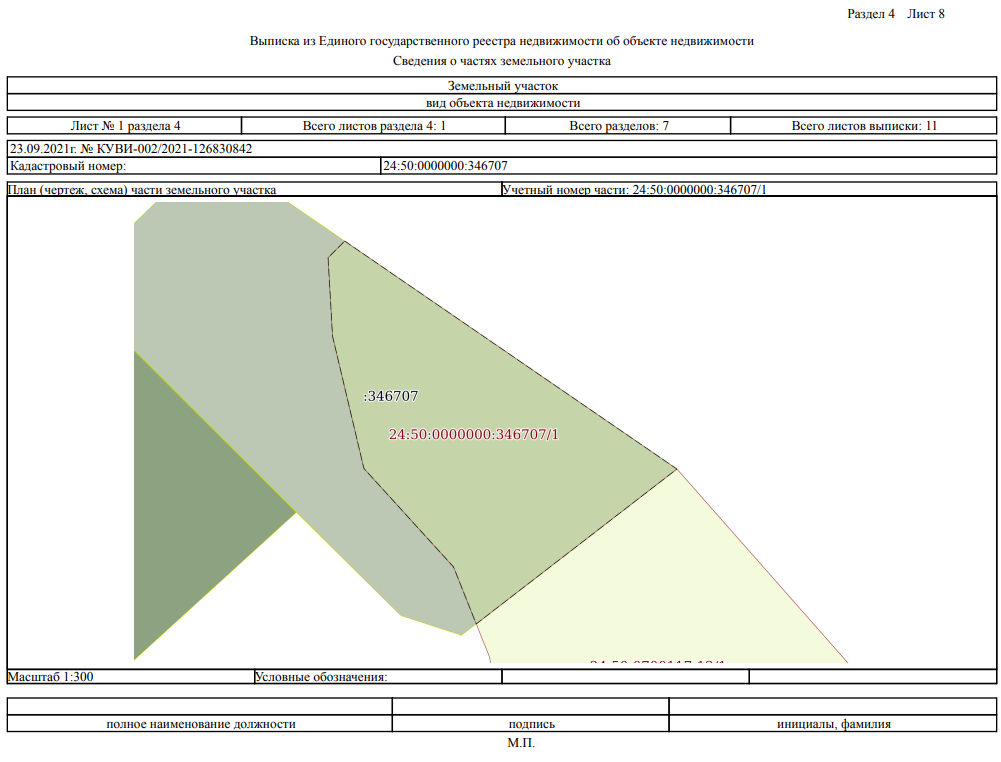 Раздел 4 Лист 8
Выписка из Единого государственного реестра недвижимости об объекте недвижимости
Сведения о частях земельного участка
Земельный участок
вид объекта недвижимости
Лист № 1 раздела 4 Всего листов раздела 4: 1 Всего разделов: 7 Всего листов выписки: 11
23.09.2021г. № КУВИ-002/2021-126830842
Кадастровый номер: 24:50:0000000:346707
План (чертеж, схема) части земельного участка Учетный номер части: 24:50:0000000:346707/1
:346707
24:50:0000000:346707/1
Масштаб 1:300 Условные обозначения:
полное наименование должности подпись инициалы, фамилия
М.П.